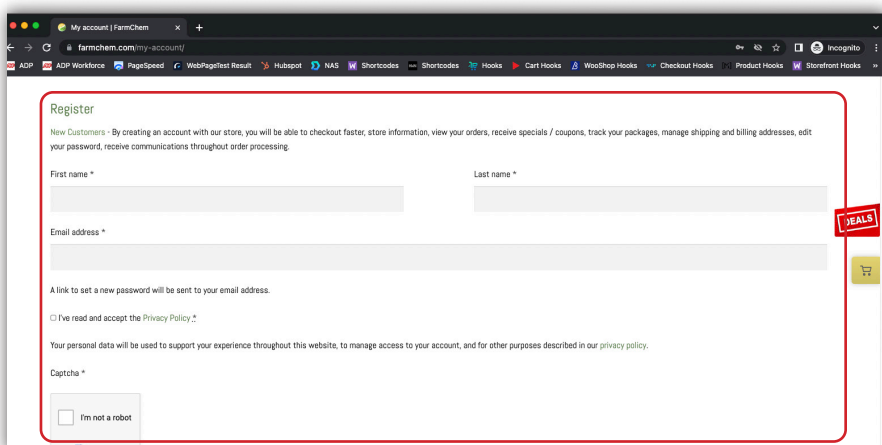 My account | FarmChem
farmchem.com/my-account/
Incognito
ADP ADP Workforce PageSpeed WebPageTest Result Hubspot NAS Shortcodes Shortcodes Hooks Cart Hooks WooShop Hooks Checkout Hooks Product Hooks Storefront Hooks »
Register
New Customers - By creating an account with our store, you will be able to checkout faster, store information, view your orders, receive specials / coupons, track your packages, manage shipping and billing addresses, edit
your password, receive communications throughout order processing.
First name * Last name *
DEALS
Email address *
A link to set a new password will be sent to your email address.
I've read and accept the Privacy Policy *
Your personal data will be used to support your experience throughout this website, to manage access to your account, and for other purposes described in our privacy policy.
Captcha *
I'm not a robot